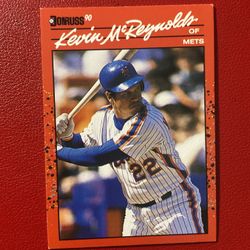 DONRUSS 90
Kevin McReynolds
OF
METS
22